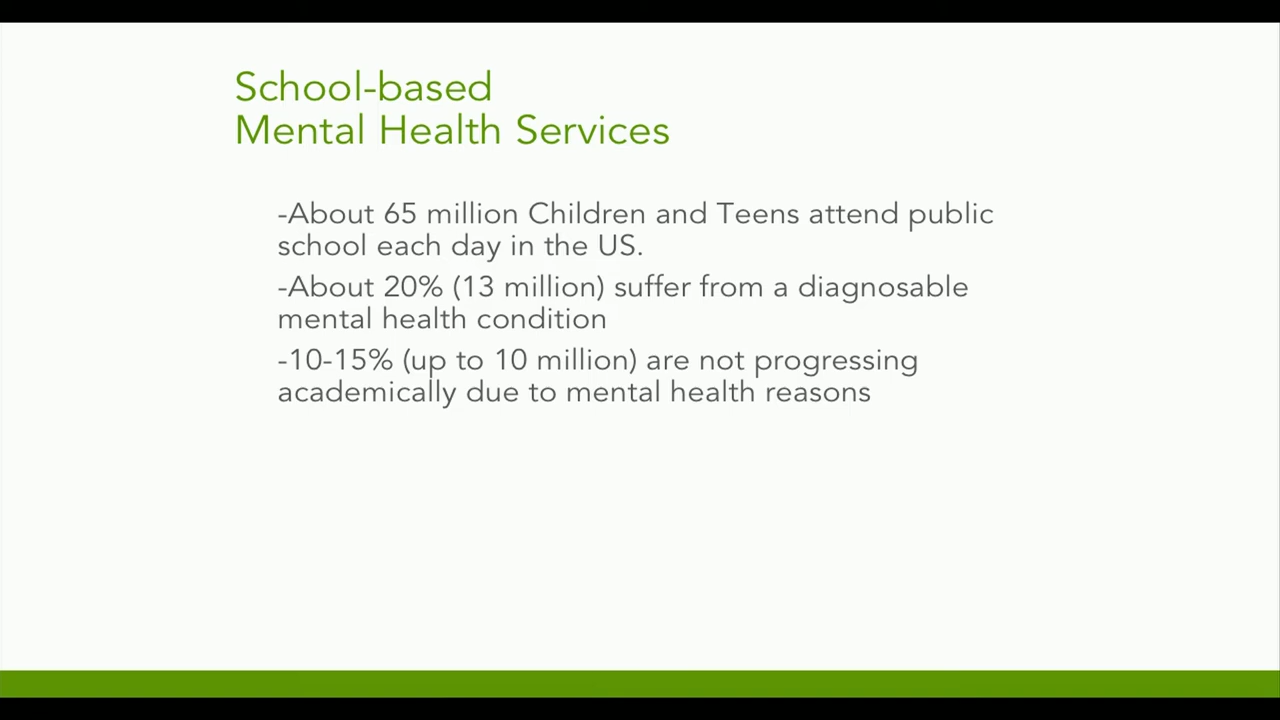 School-based
Mental Health Services
-About 65 million Children and Teens attend public
school each day in the US.
-About 20% (13 million) suffer from a diagnosable
mental health condition
-10-15% (up to 10 million) are not progressing
academically due to mental health reasons